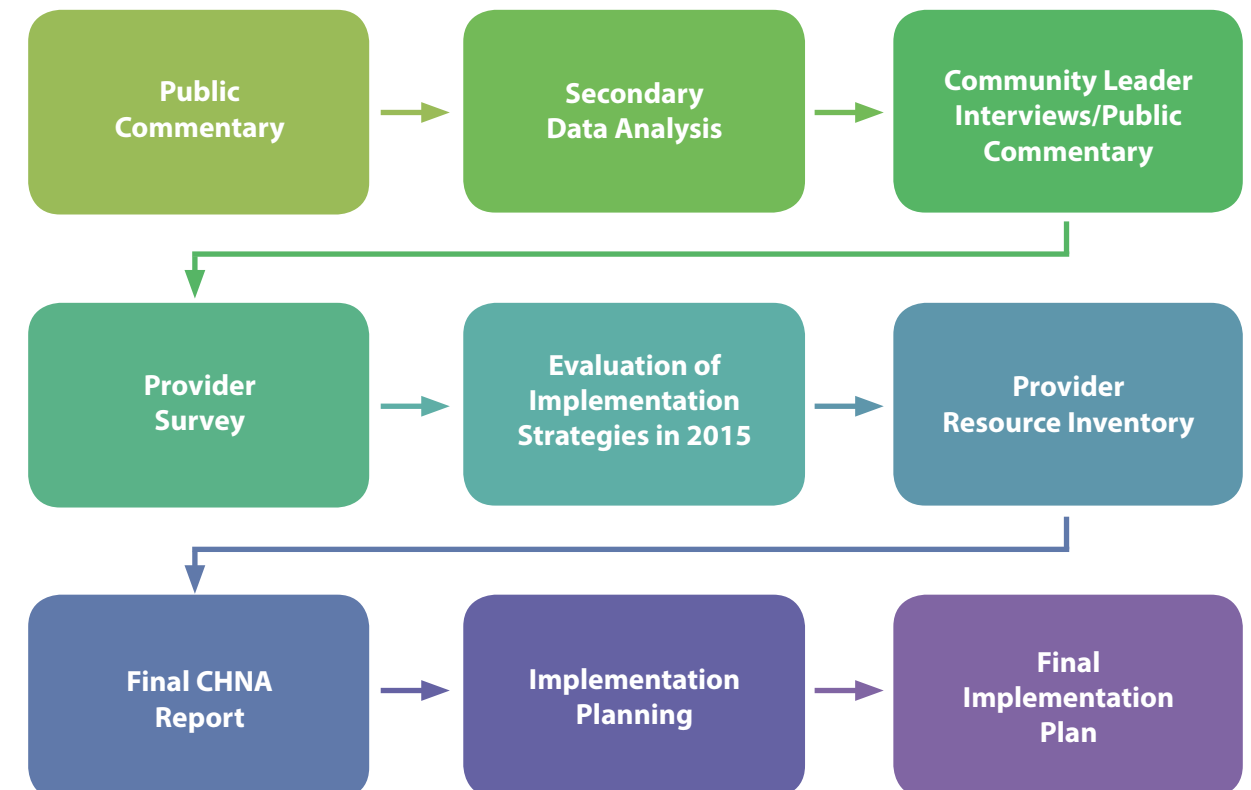 Public
Commentary
Secondary
Data Analysis
Community Leader
Interviews/Public
Commentary
Provider
Survey
Evaluation of
Implementation
Strategies in 2015
Provider
Resource Inventory
Final CHNA
Report
Implementation
Planning
Final
Implementation
Plan